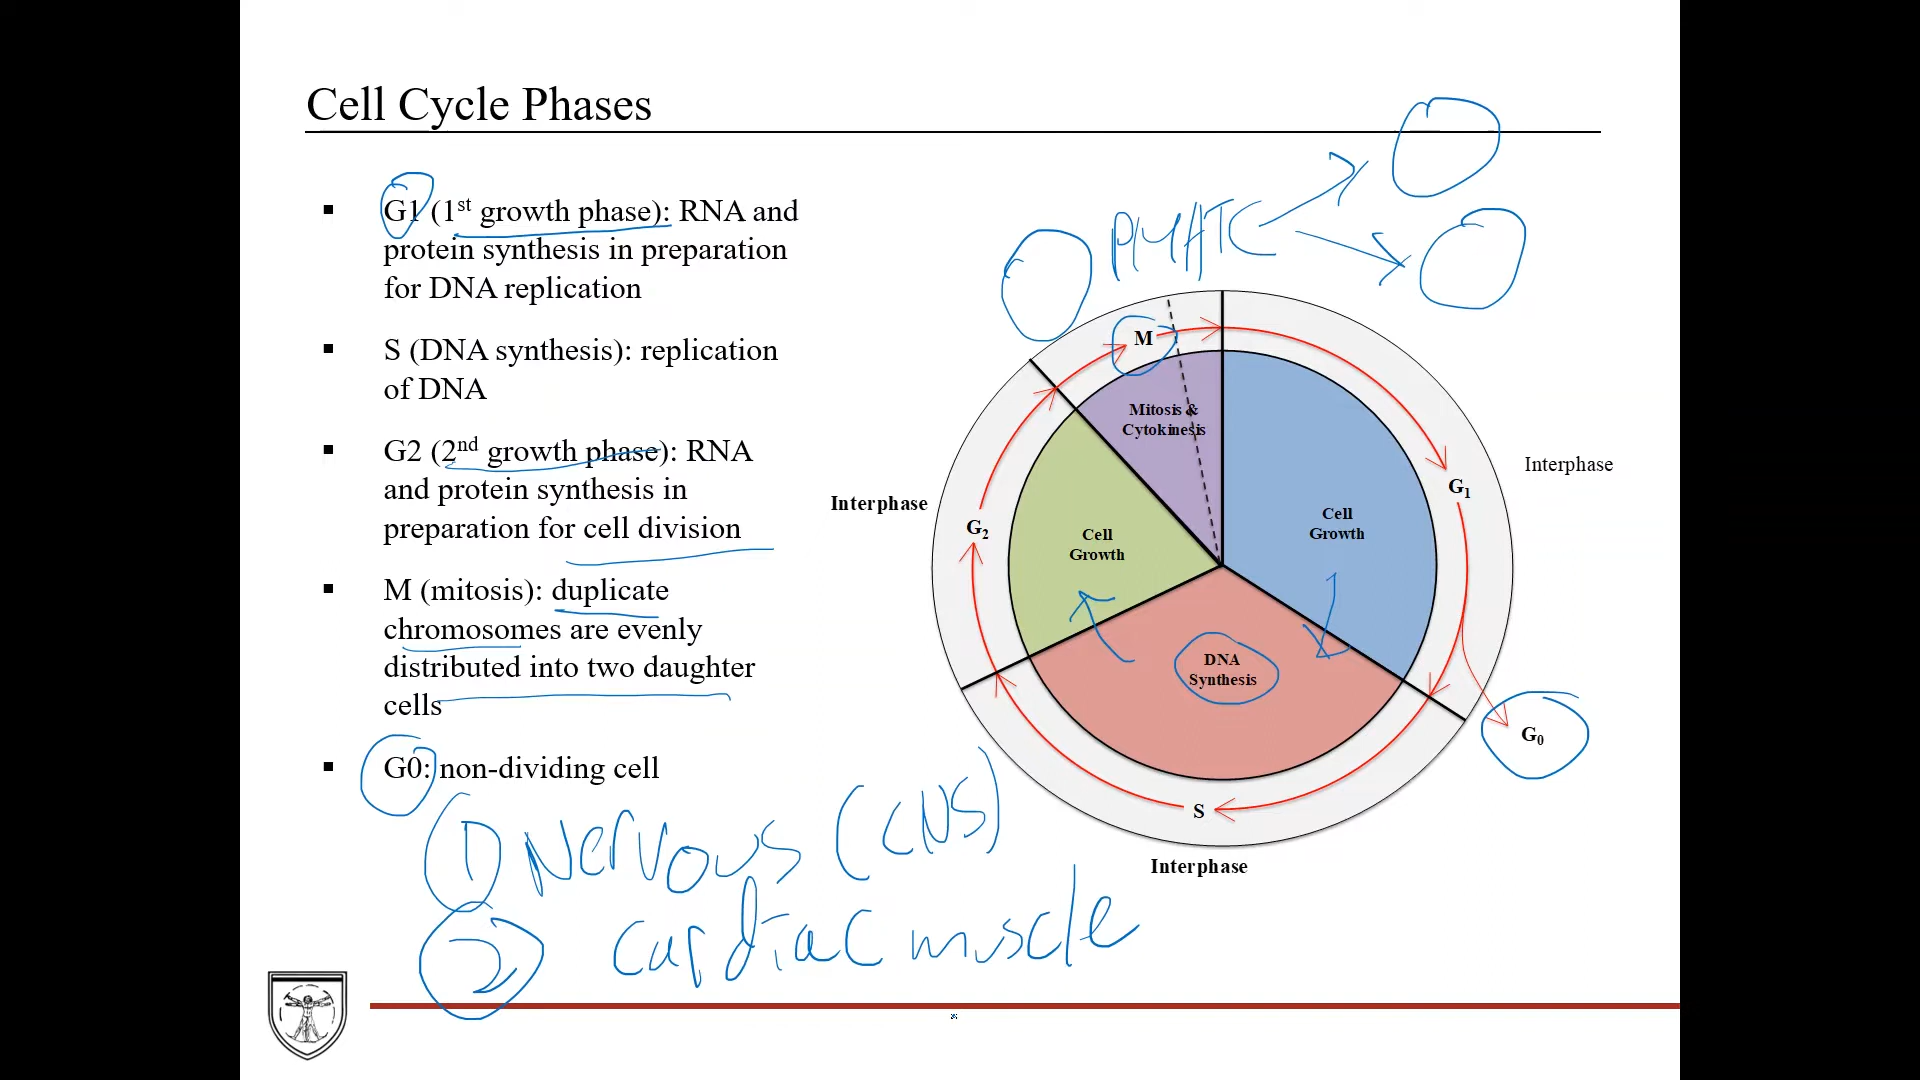 Cell Cycle Phases
▪ G1 (1st growth phase): RNA and
protein synthesis in preparation
for DNA replication
▪ S (DNA synthesis): replication
of DNA
▪ G2 (2nd growth phase): RNA
and protein synthesis in
preparation for cell division
▪ M (mitosis): duplicate
chromosomes are evenly
distributed into two daughter
cells
▪ G0: non-dividing cell
1 Nervous (CNS)
2 cardiac muscle
PMATC
M
Mitosis &
Cytokinesis
Interphase
G1
Cell
Growth
Interphase
G2
Cell
Growth
DNA
Synthesis
G0
S
Interphase